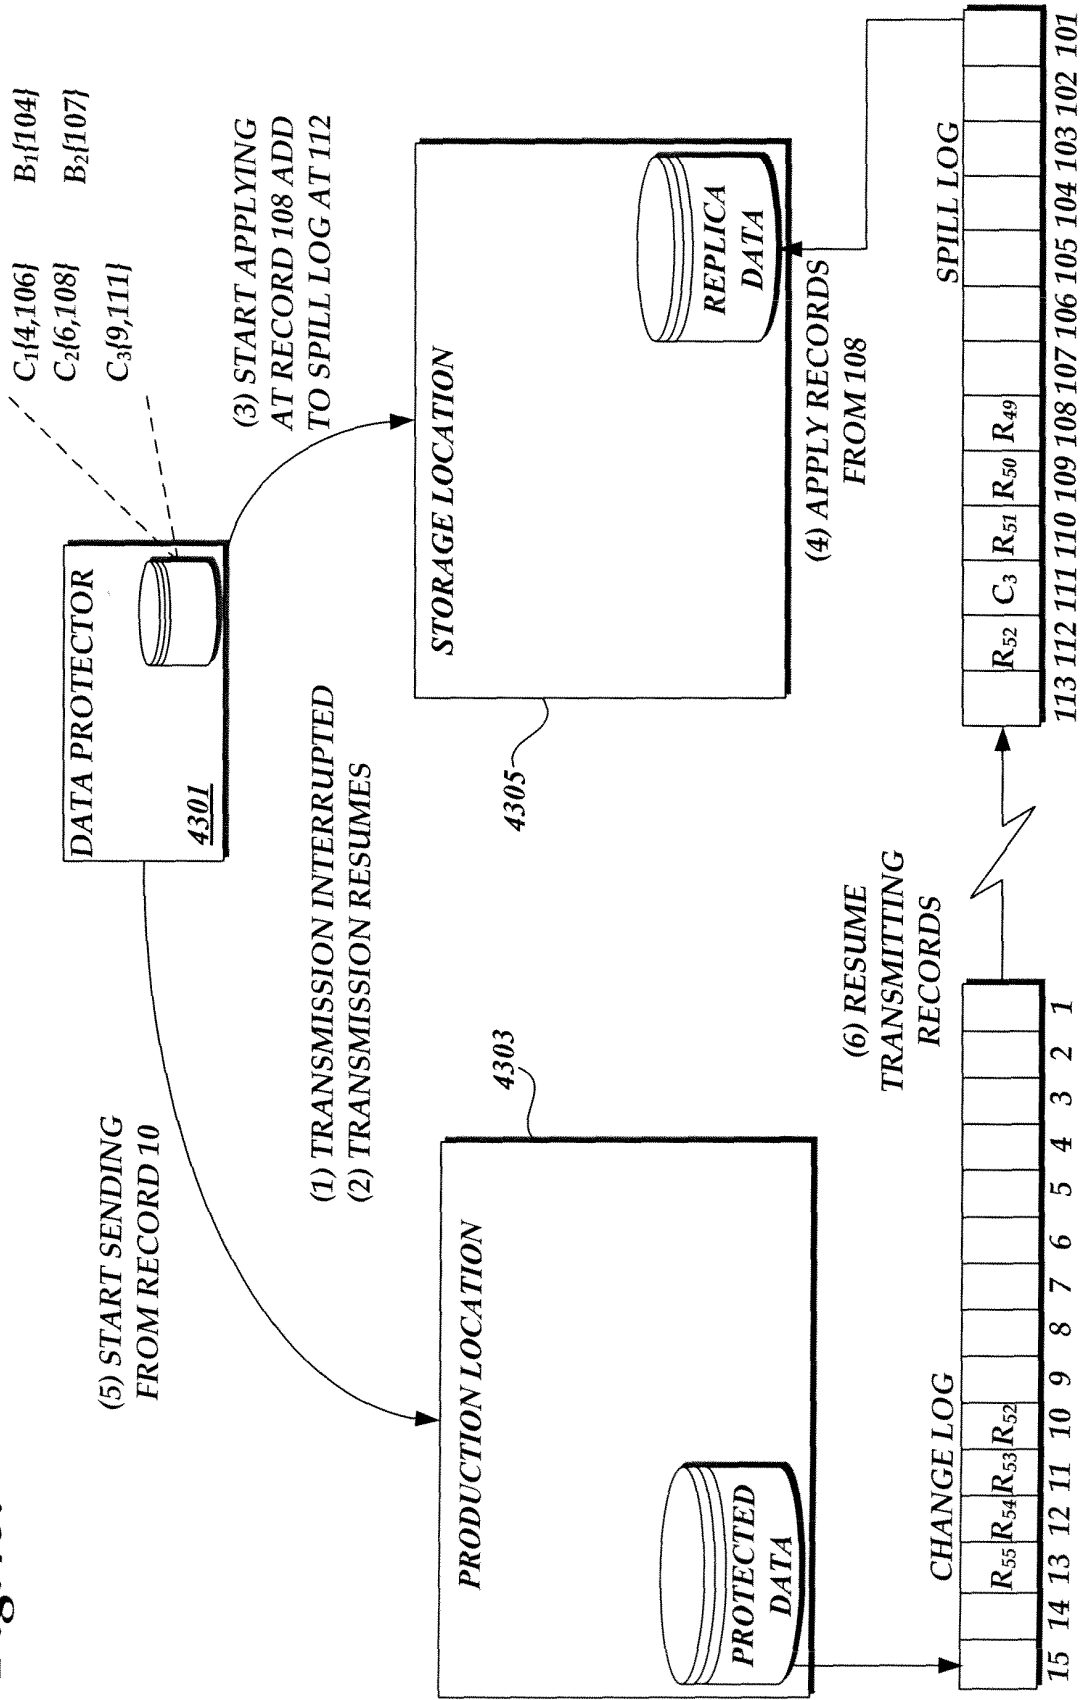 C1{4,106} B1{104}
C2{6,108} B2{107}
C3{9,111}
DATA PROTECTOR
4301
(5) START SENDING
FROM RECORD 10
(3) START APPLYING
AT RECORD 108 ADD
TO SPILL LOG AT 112
(1) TRANSMISSION INTERRUPTED
(2) TRANSMISSION RESUMES
4303
4305
PRODUCTION LOCATION
STORAGE LOCATION
PROTECTED
DATA
REPLICA
DATA
(4) APPLY RECORDS
FROM 108
(6) RESUME
TRANSMITTING
RECORDS
CHANGE LOG
R55 R54 R53 R52
15 14 13 12 11 10 9 8 7 6 5 4 3 2 1
SPILL LOG
R52 C3 R51 R50 R49
113 112 111 110 109 108 107 106 105 104 103 102 101